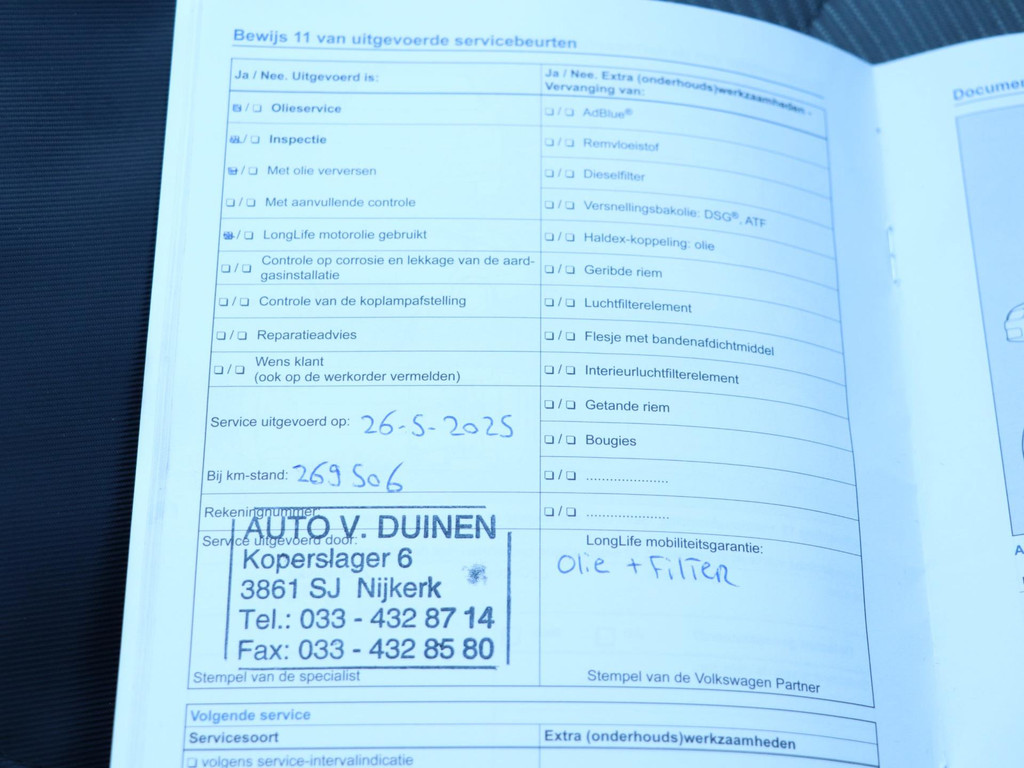 Bewijs 11 van uitgevoerde servicebeurten
Ja / Nee. Uitgevoerd is:
Olieservice
Inspectie
Met olie verversen
Met aanvullende controle
LongLife motorolie gebruikt
Controle op corrosie en lekkage van de aard-
gasinstallatie
Controle van de koplampafstelling
Reparatieadvies
Wens klant
(ook op de werkorder vermelden)
Service uitgevoerd op: 26-5-2025
Bij km-stand: 269506
Rekeningnummer:
Service uitgevoerd door:
AUTO V. DUINEN
Koperslager 6
3861 SJ Nijkerk
Tel.: 033 - 432 87 14
Fax: 033 - 432 85 80
Stempel van de specialist
Ja / Nee. Extra (onderhouds)werkzaamheden -
Vervanging van:
AdBlue®
Remvloeistof
Dieselfilter
Versnellingsbakolie: DSG®, ATF
Haldex-koppeling: olie
Geribde riem
Luchtfilterelement
Flesje met bandenafdichtmiddel
Interieurluchtfilterelement
Getande riem
Bougies
.....................
.....................
LongLife mobiliteitsgarantie:
Olie + FilTER
Stempel van de Volkswagen Partner
Volgende service
Servicesoort
Extra (onderhouds)werkzaamheden
volgens service-intervalindicatie